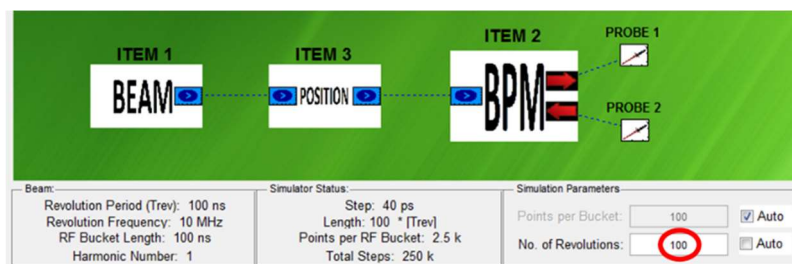 ITEM 1
ITEM 3
ITEM 2
PROBE 1
BEAM
POSITION
BPM
PROBE 2
Beam:
Revolution Period (Trev): 100 ns
Revolution Frequency: 10 MHz
RF Bucket Length: 100 ns
Harmonic Number: 1
Simulator Status:
Step: 40 ps
Length: 100 * [Trev]
Points per RF Bucket: 2.5 k
Total Steps: 250 k
Simulation Parameters
Points per Bucket: 100 Auto
No. of Revolutions: 100 Auto